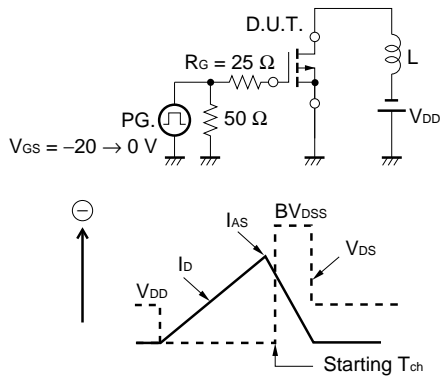 D.U.T.
L
RG = 25 Ω
PG.
50 Ω
VDD
VGS = −20 → 0 V
−
BVDSS
IAS
ID
VDS
VDD
Starting Tch